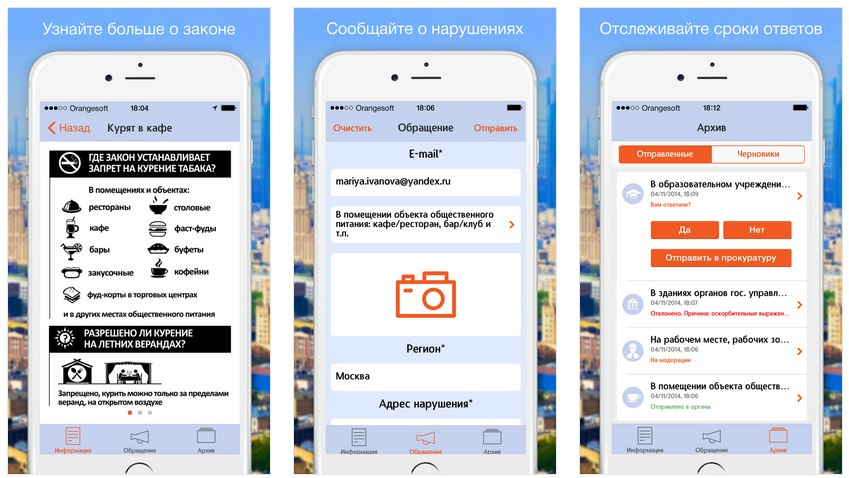 Узнайте больше о законе
Orangesoft 18:04
Назад Курят в кафе
ГДЕ ЗАКОН УСТАНАВЛИВАЕТ
ЗАПРЕТ НА КУРЕНИЕ ТАБАКА?
В помещениях и объектах:
рестораны столовые
кафе фаст-фуды
бары буфеты
закусочные кофейни
фуд-корты в торговых центрах
и в других местах общественного питания
РАЗРЕШЕНО ЛИ КУРЕНИЕ
НА ЛЕТНИХ ВЕРАНДАХ?
Запрещено, курить можно только за пределами
веранд, на открытом воздухе
Информация Обращение Архив
Сообщайте о нарушениях
Orangesoft 18:06
Очистить Обращение Отправить
E-mail*
mariya.ivanova@yandex.ru
В помещении объекта общественного
питания: кафе/ресторан, бар/клуб и
т.п.
Регион*
Москва
Адрес нарушения*
Информация Обращение Архив
Отслеживайте сроки ответов
Orangesoft 18:12
Архив
Отправленные Черновики
В образовательном учреждени...
04/11/2014, 18:09
Вам ответили?
Да Нет
Отправить в прокуратуру
В зданиях органов гос. управл...
04/11/2014, 18:07
Отклонено. Причина: оскорбительные выражен...
На рабочем месте, рабочих зо...
04/11/2014, 18:06
На модерации
В помещении объекта обществ...
04/11/2014, 18:06
Отправлено в органы
Информация Обращение Архив